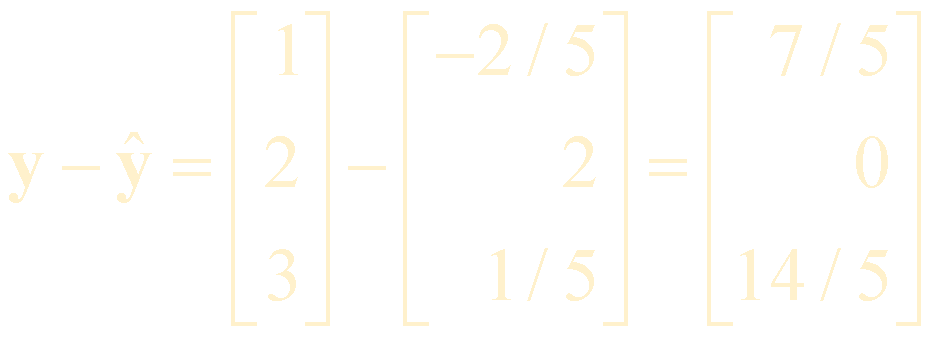 y − ŷ = [1 2 3] − [−2 / 5 2 1 / 5] = [7 / 5 0 14 / 5]